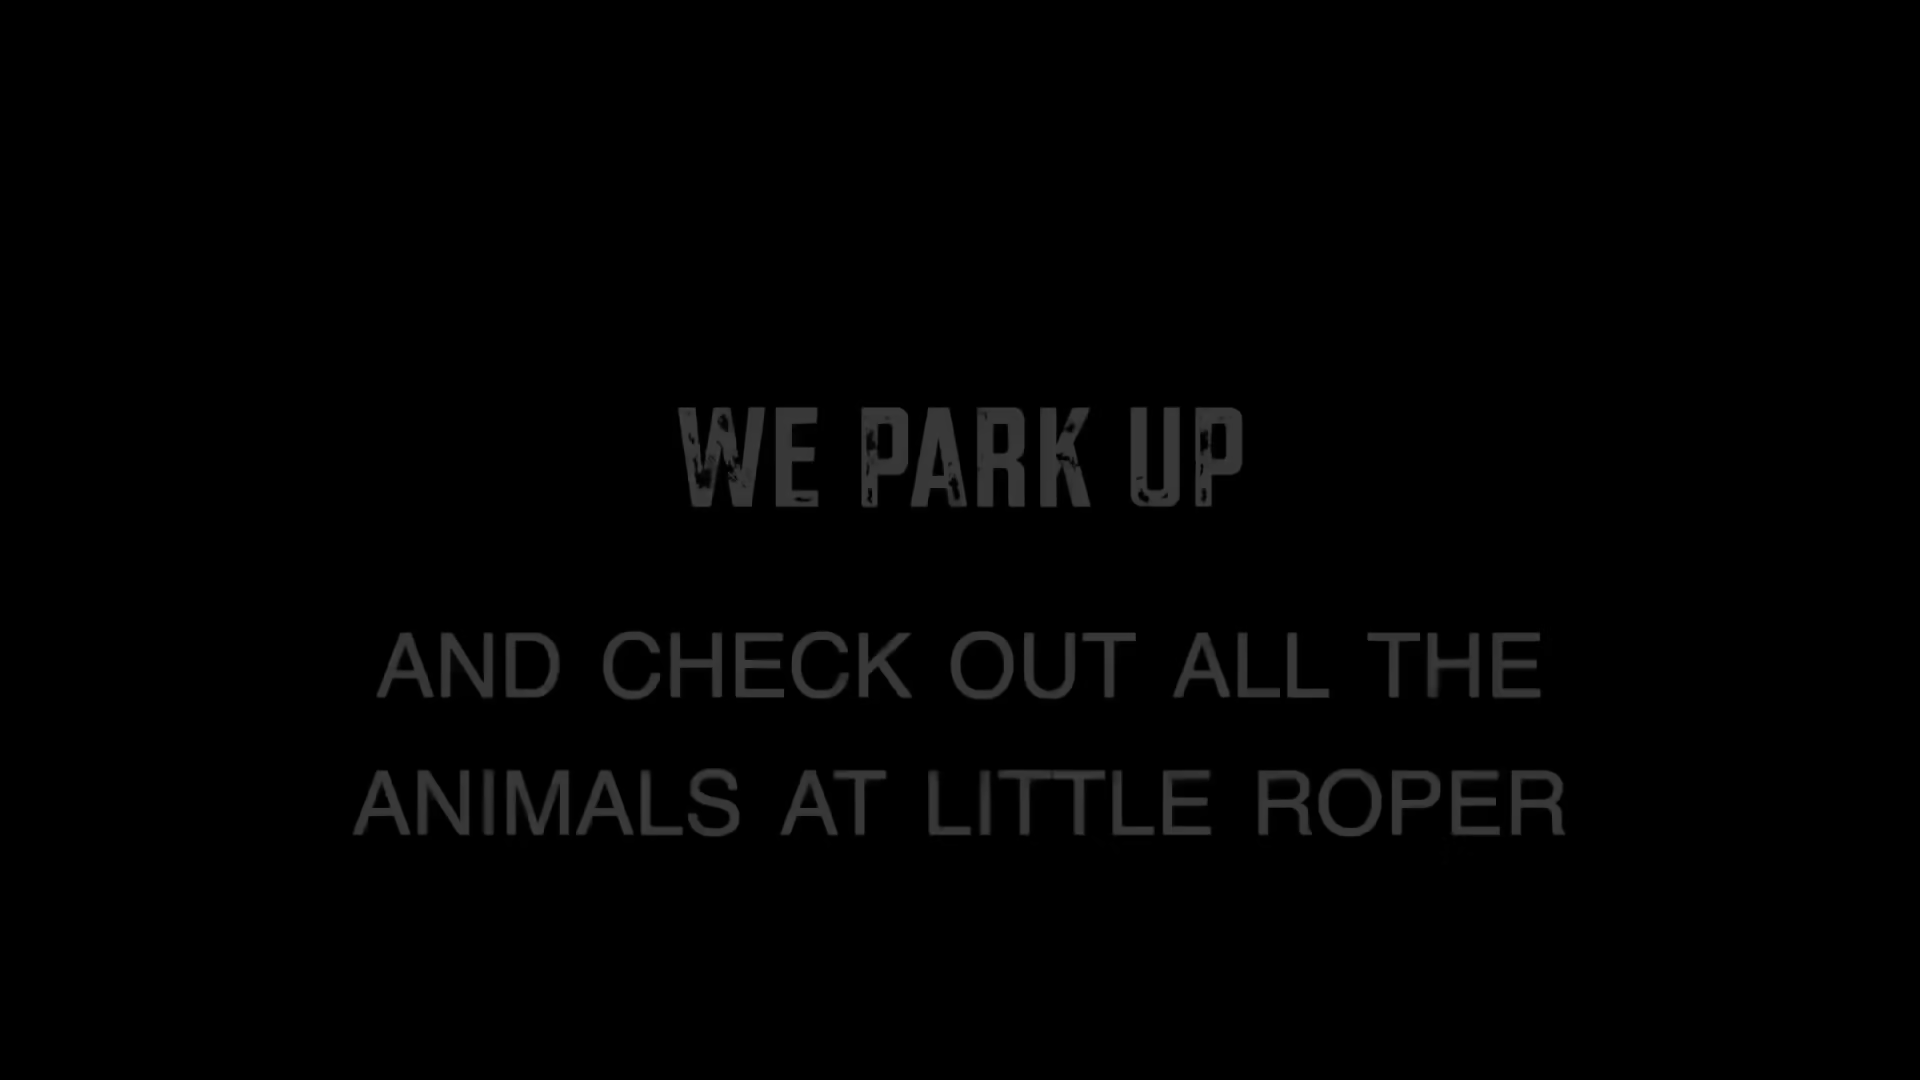 WE PARK UP
AND CHECK OUT ALL THE
ANIMALS AT LITTLE ROPER